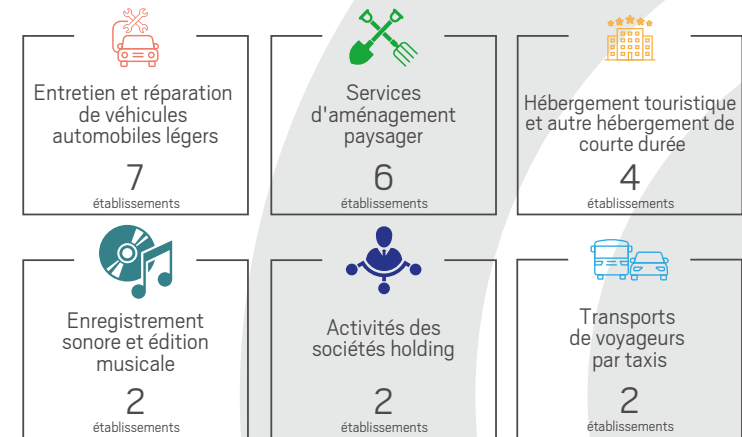 Entretien et réparation
de véhicules
automobiles légers
7
établissements
Services
d'aménagement
paysager
6
établissements
Hébergement touristique
et autre hébergement de
courte durée
4
établissements
Enregistrement
sonore et édition
musicale
2
établissements
Activités des
sociétés holding
2
établissements
Transports
de voyageurs
par taxis
2
établissements